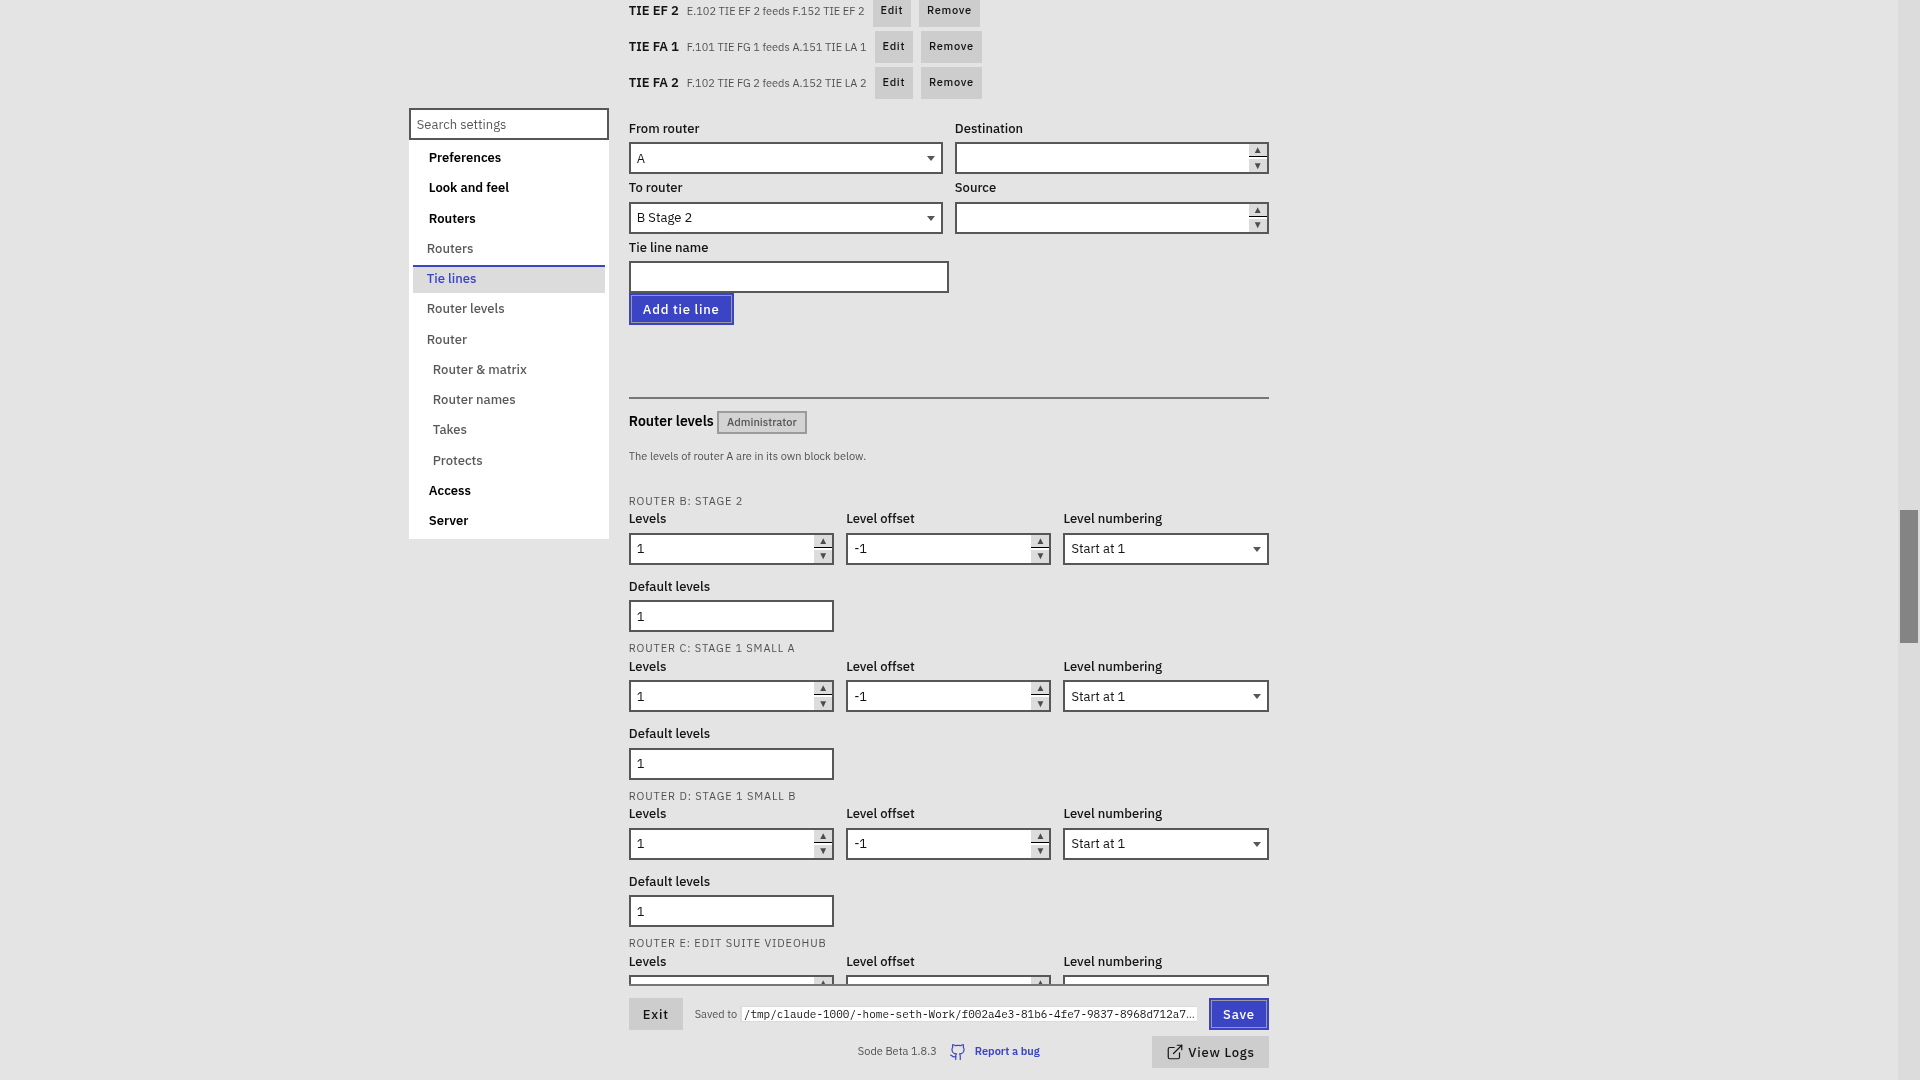 TIE EF 2 E.102 TIE EF 2 feeds F.152 TIE EF 2 Edit Remove
TIE FA 1 F.101 TIE FG 1 feeds A.151 TIE LA 1 Edit Remove
TIE FA 2 F.102 TIE FG 2 feeds A.152 TIE LA 2 Edit Remove
Search settings
Preferences
Look and feel
Routers
Routers
Tie lines
Router levels
Router
Router & matrix
Router names
Takes
Protects
Access
Server
From router Destination
A
To router Source
B Stage 2
Tie line name
Add tie line
Router levels Administrator
The levels of router A are in its own block below.
ROUTER B: STAGE 2
Levels Level offset Level numbering
1 -1 Start at 1
Default levels
1
ROUTER C: STAGE 1 SMALL A
Levels Level offset Level numbering
1 -1 Start at 1
Default levels
1
ROUTER D: STAGE 1 SMALL B
Levels Level offset Level numbering
1 -1 Start at 1
Default levels
1
ROUTER E: EDIT SUITE VIDEOHUB
Levels Level offset Level numbering
Exit Saved to /tmp/claude-1000/-home-seth-Work/f002a4e3-81b6-4fe7-9837-8968d712a7... Save
Sode Beta 1.8.3 Report a bug View Logs